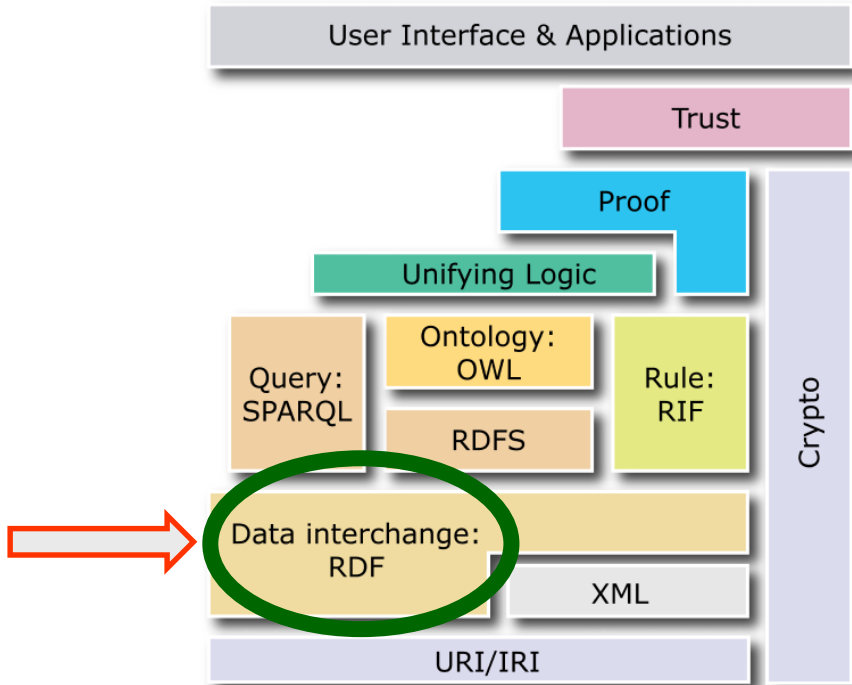 User Interface & Applications
Trust
Proof
Unifying Logic
Query:
SPARQL
Ontology:
OWL
Rule:
RIF
RDFS
Crypto
Data interchange:
RDF
XML
URI/IRI